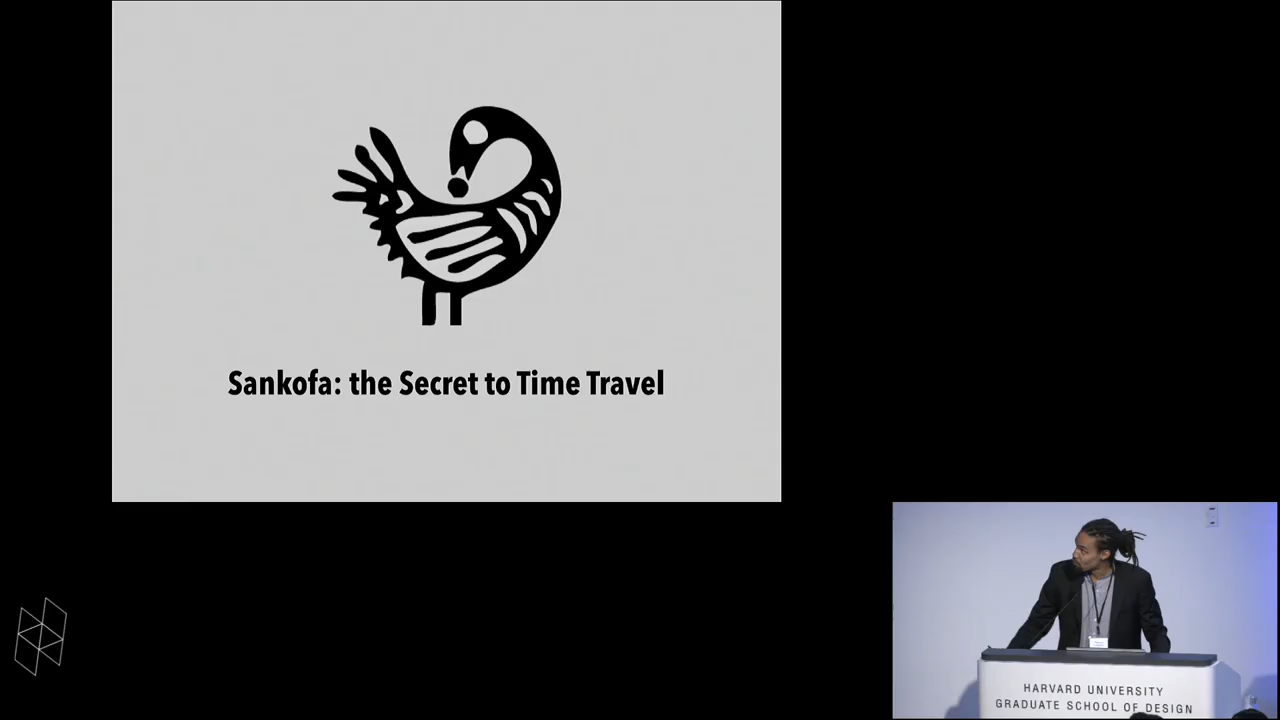 Sankofa: the Secret to Time Travel
HARVARD UNIVERSITY
GRADUATE SCHOOL OF DESIGN